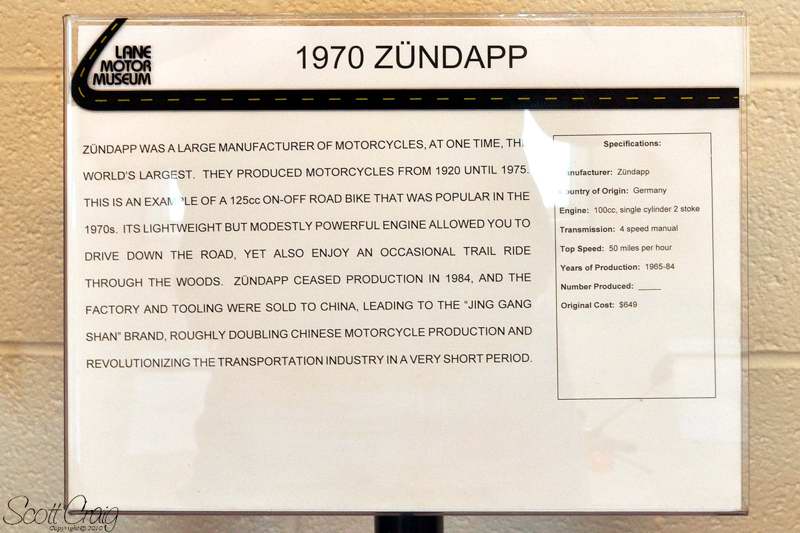 LANE
MOTOR
MUSEUM
1970 ZÜNDAPP
ZÜNDAPP WAS A LARGE MANUFACTURER OF MOTORCYCLES, AT ONE TIME, THE
WORLD'S LARGEST. THEY PRODUCED MOTORCYCLES FROM 1920 UNTIL 1975.
THIS IS AN EXAMPLE OF A 125cc ON-OFF ROAD BIKE THAT WAS POPULAR IN THE
1970s. ITS LIGHTWEIGHT BUT MODESTLY POWERFUL ENGINE ALLOWED YOU TO
DRIVE DOWN THE ROAD, YET ALSO ENJOY AN OCCASIONAL TRAIL RIDE
THROUGH THE WOODS. ZÜNDAPP CEASED PRODUCTION IN 1984, AND THE
FACTORY AND TOOLING WERE SOLD TO CHINA, LEADING TO THE "JING GANG
SHAN" BRAND, ROUGHLY DOUBLING CHINESE MOTORCYCLE PRODUCTION AND
REVOLUTIONIZING THE TRANSPORTATION INDUSTRY IN A VERY SHORT PERIOD.
Specifications:
Manufacturer: Zündapp
Country of Origin: Germany
Engine: 100cc, single cylinder 2 stoke
Transmission: 4 speed manual
Top Speed: 50 miles per hour
Years of Production: 1965-84
Number Produced: _____
Original Cost: $649
Scott Craig
Copyright © 2010